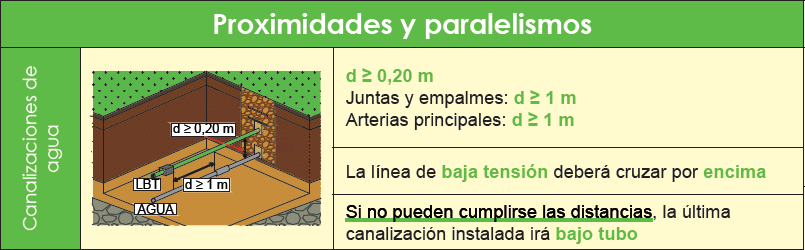 Proximidades y paralelismos
Canalizaciones de
agua
d ≥ 0,20 m
LBT
d ≥ 1 m
AGUA
d ≥ 0,20 m
Juntas y empalmes: d ≥ 1 m
Arterias principales: d ≥ 1 m
La línea de baja tensión deberá cruzar por encima
Si no pueden cumplirse las distancias, la última
canalización instalada irá bajo tubo